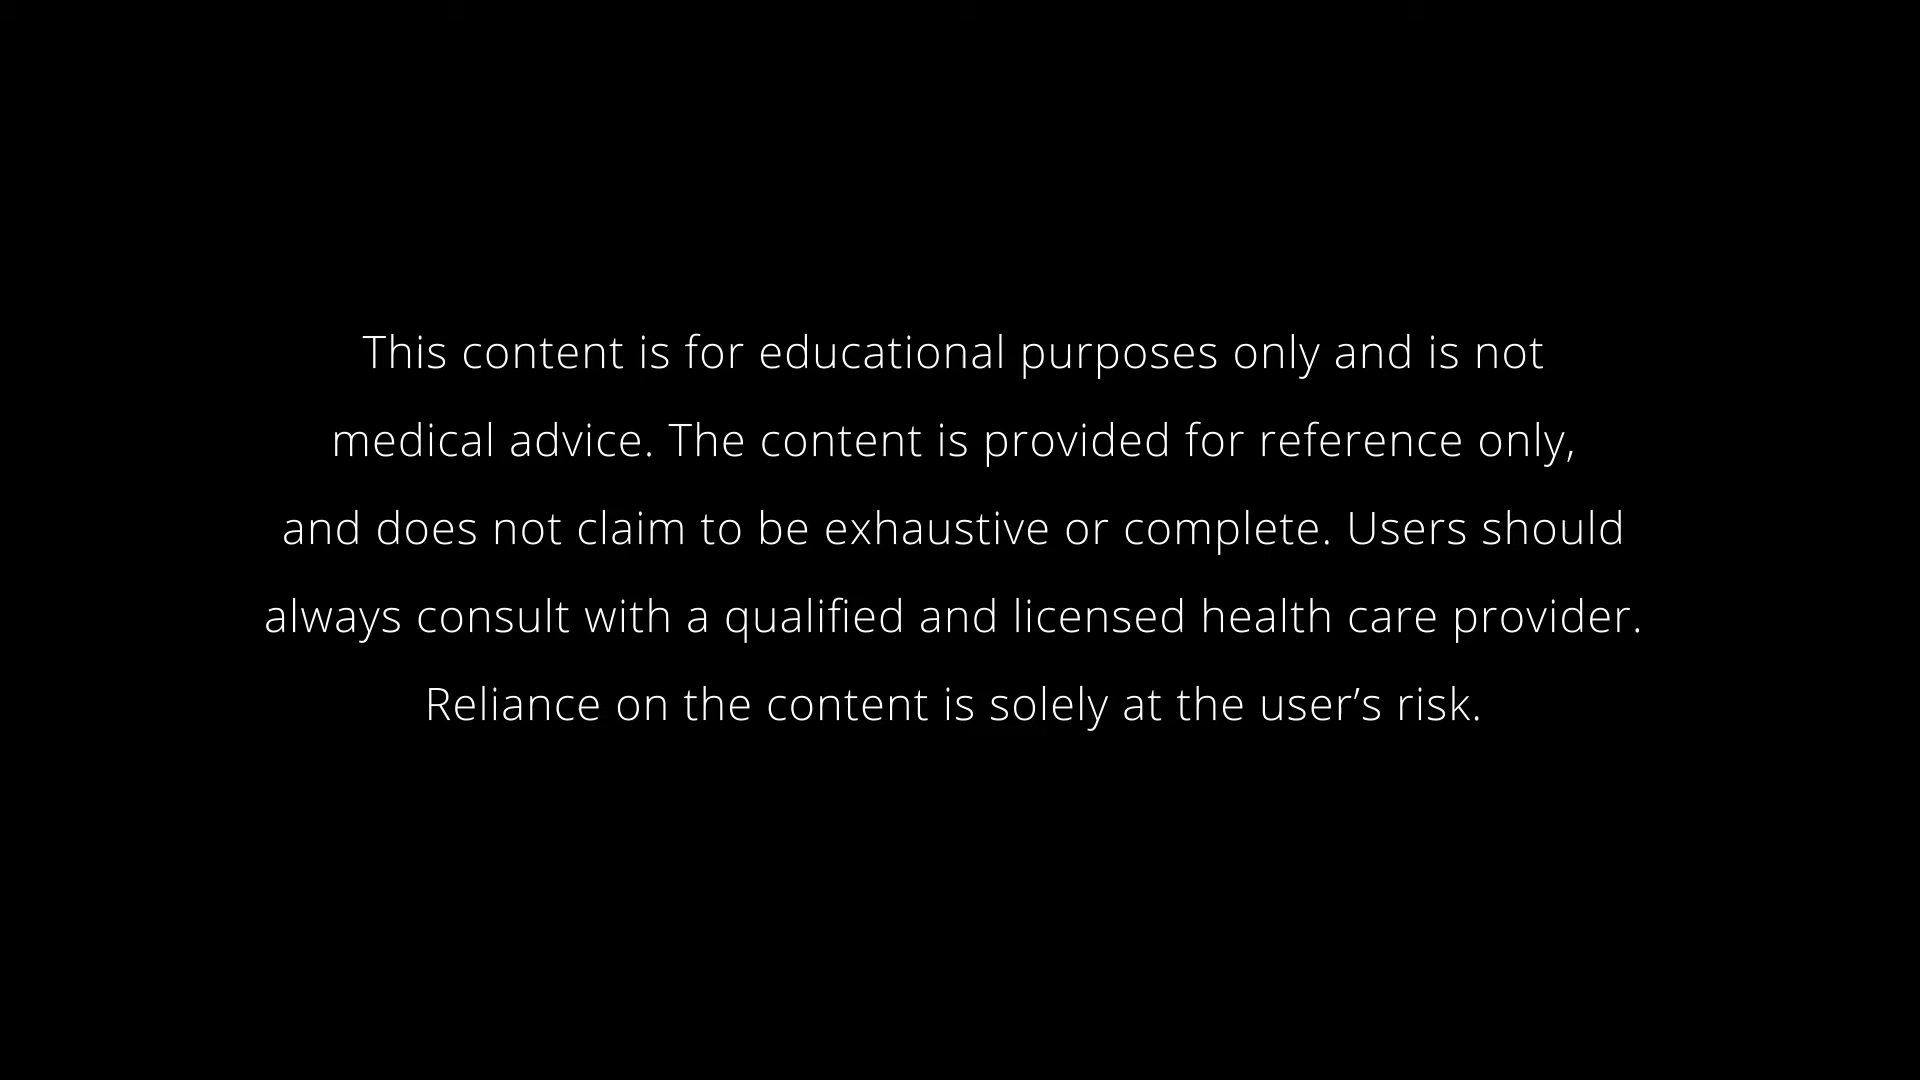 This content is for educational purposes only and is not
medical advice. The content is provided for reference only,
and does not claim to be exhaustive or complete. Users should
always consult with a qualified and licensed health care provider.
Reliance on the content is solely at the user’s risk.